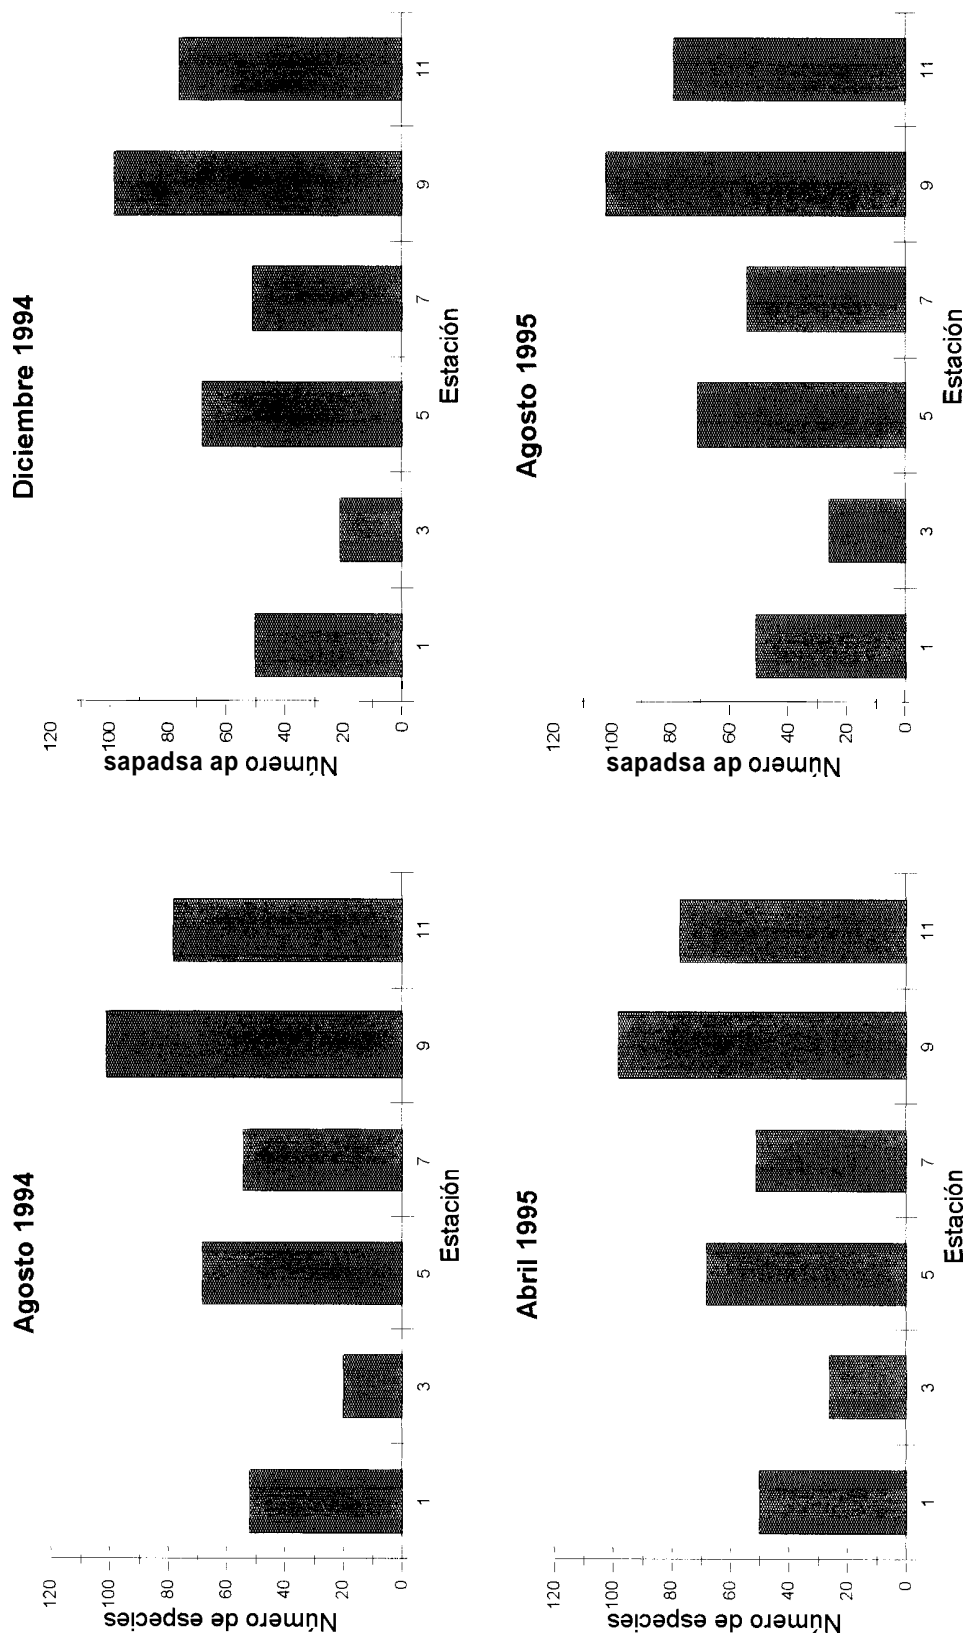 Agosto 1994
Número de especies
120
100
80
60
40
20
0
1 3 5 7 9 11
Estación
Diciembre 1994
Número de espadas
120
100
80
60
40
20
0
1 3 5 7 9 11
Estación
Abril 1995
Número de especies
120
100
80
60
40
20
0
1 3 5 7 9 11
Estación
Agosto 1995
Número de espadas
120
100
80
60
40
20
0
1 3 5 7 9 11
Estación